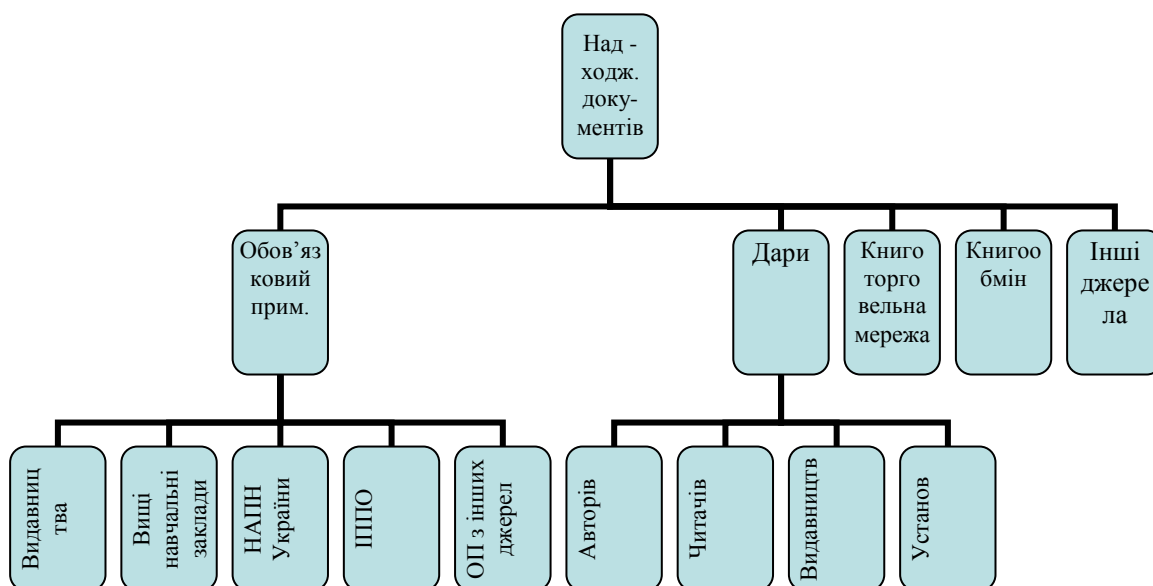 Над -
ходж.
доку-
ментів
Обов’яз
ковий
прим.
Дари
Книго
торго
вельна
мережа
Книгоо
бмін
Інші
джере
ла
Видавниц
тва
Вищі
навчальні
заклади
НАПН
України
ІППО
ОП з інших
джерел
Авторів
Читачів
Видавництв
Установ